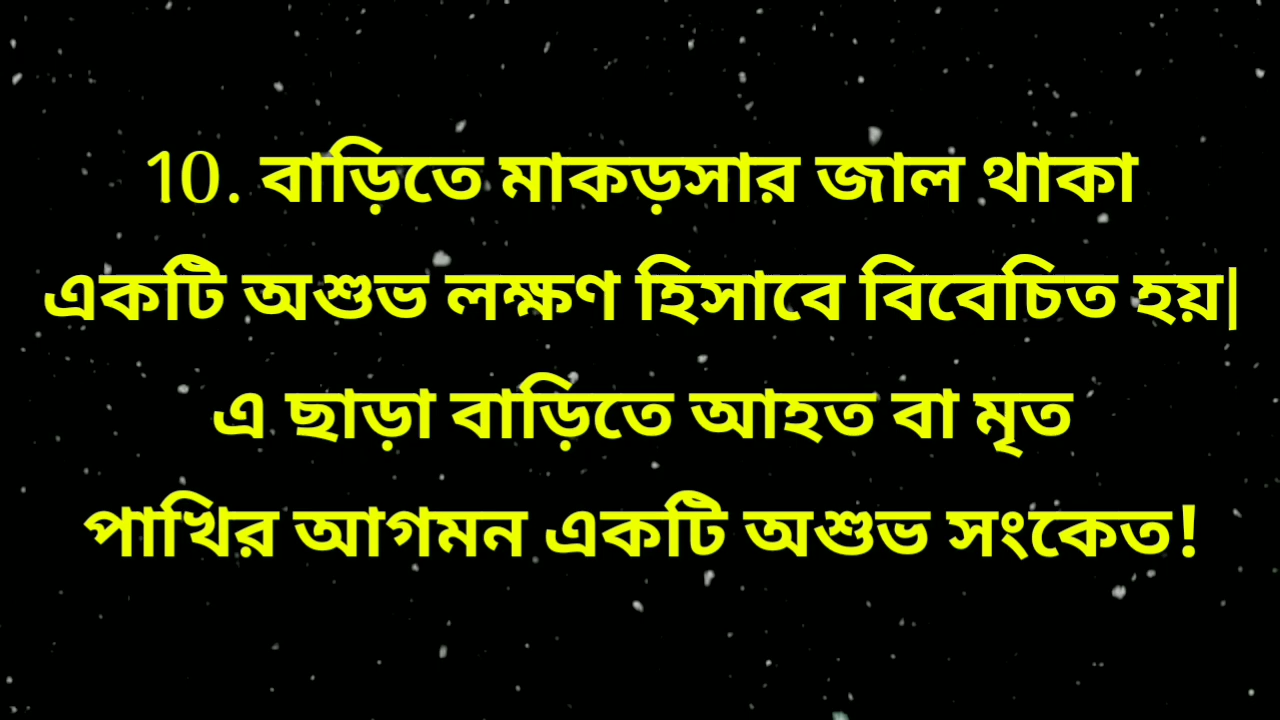 10. বাড়িতে মাকড়সার জাল থাকা
একটি অশুভ লক্ষণ হিসাবে বিবেচিত হয়|
এ ছাড়া বাড়িতে আহত বা মৃত
পাখির আগমন একটি অশুভ সংকেত!